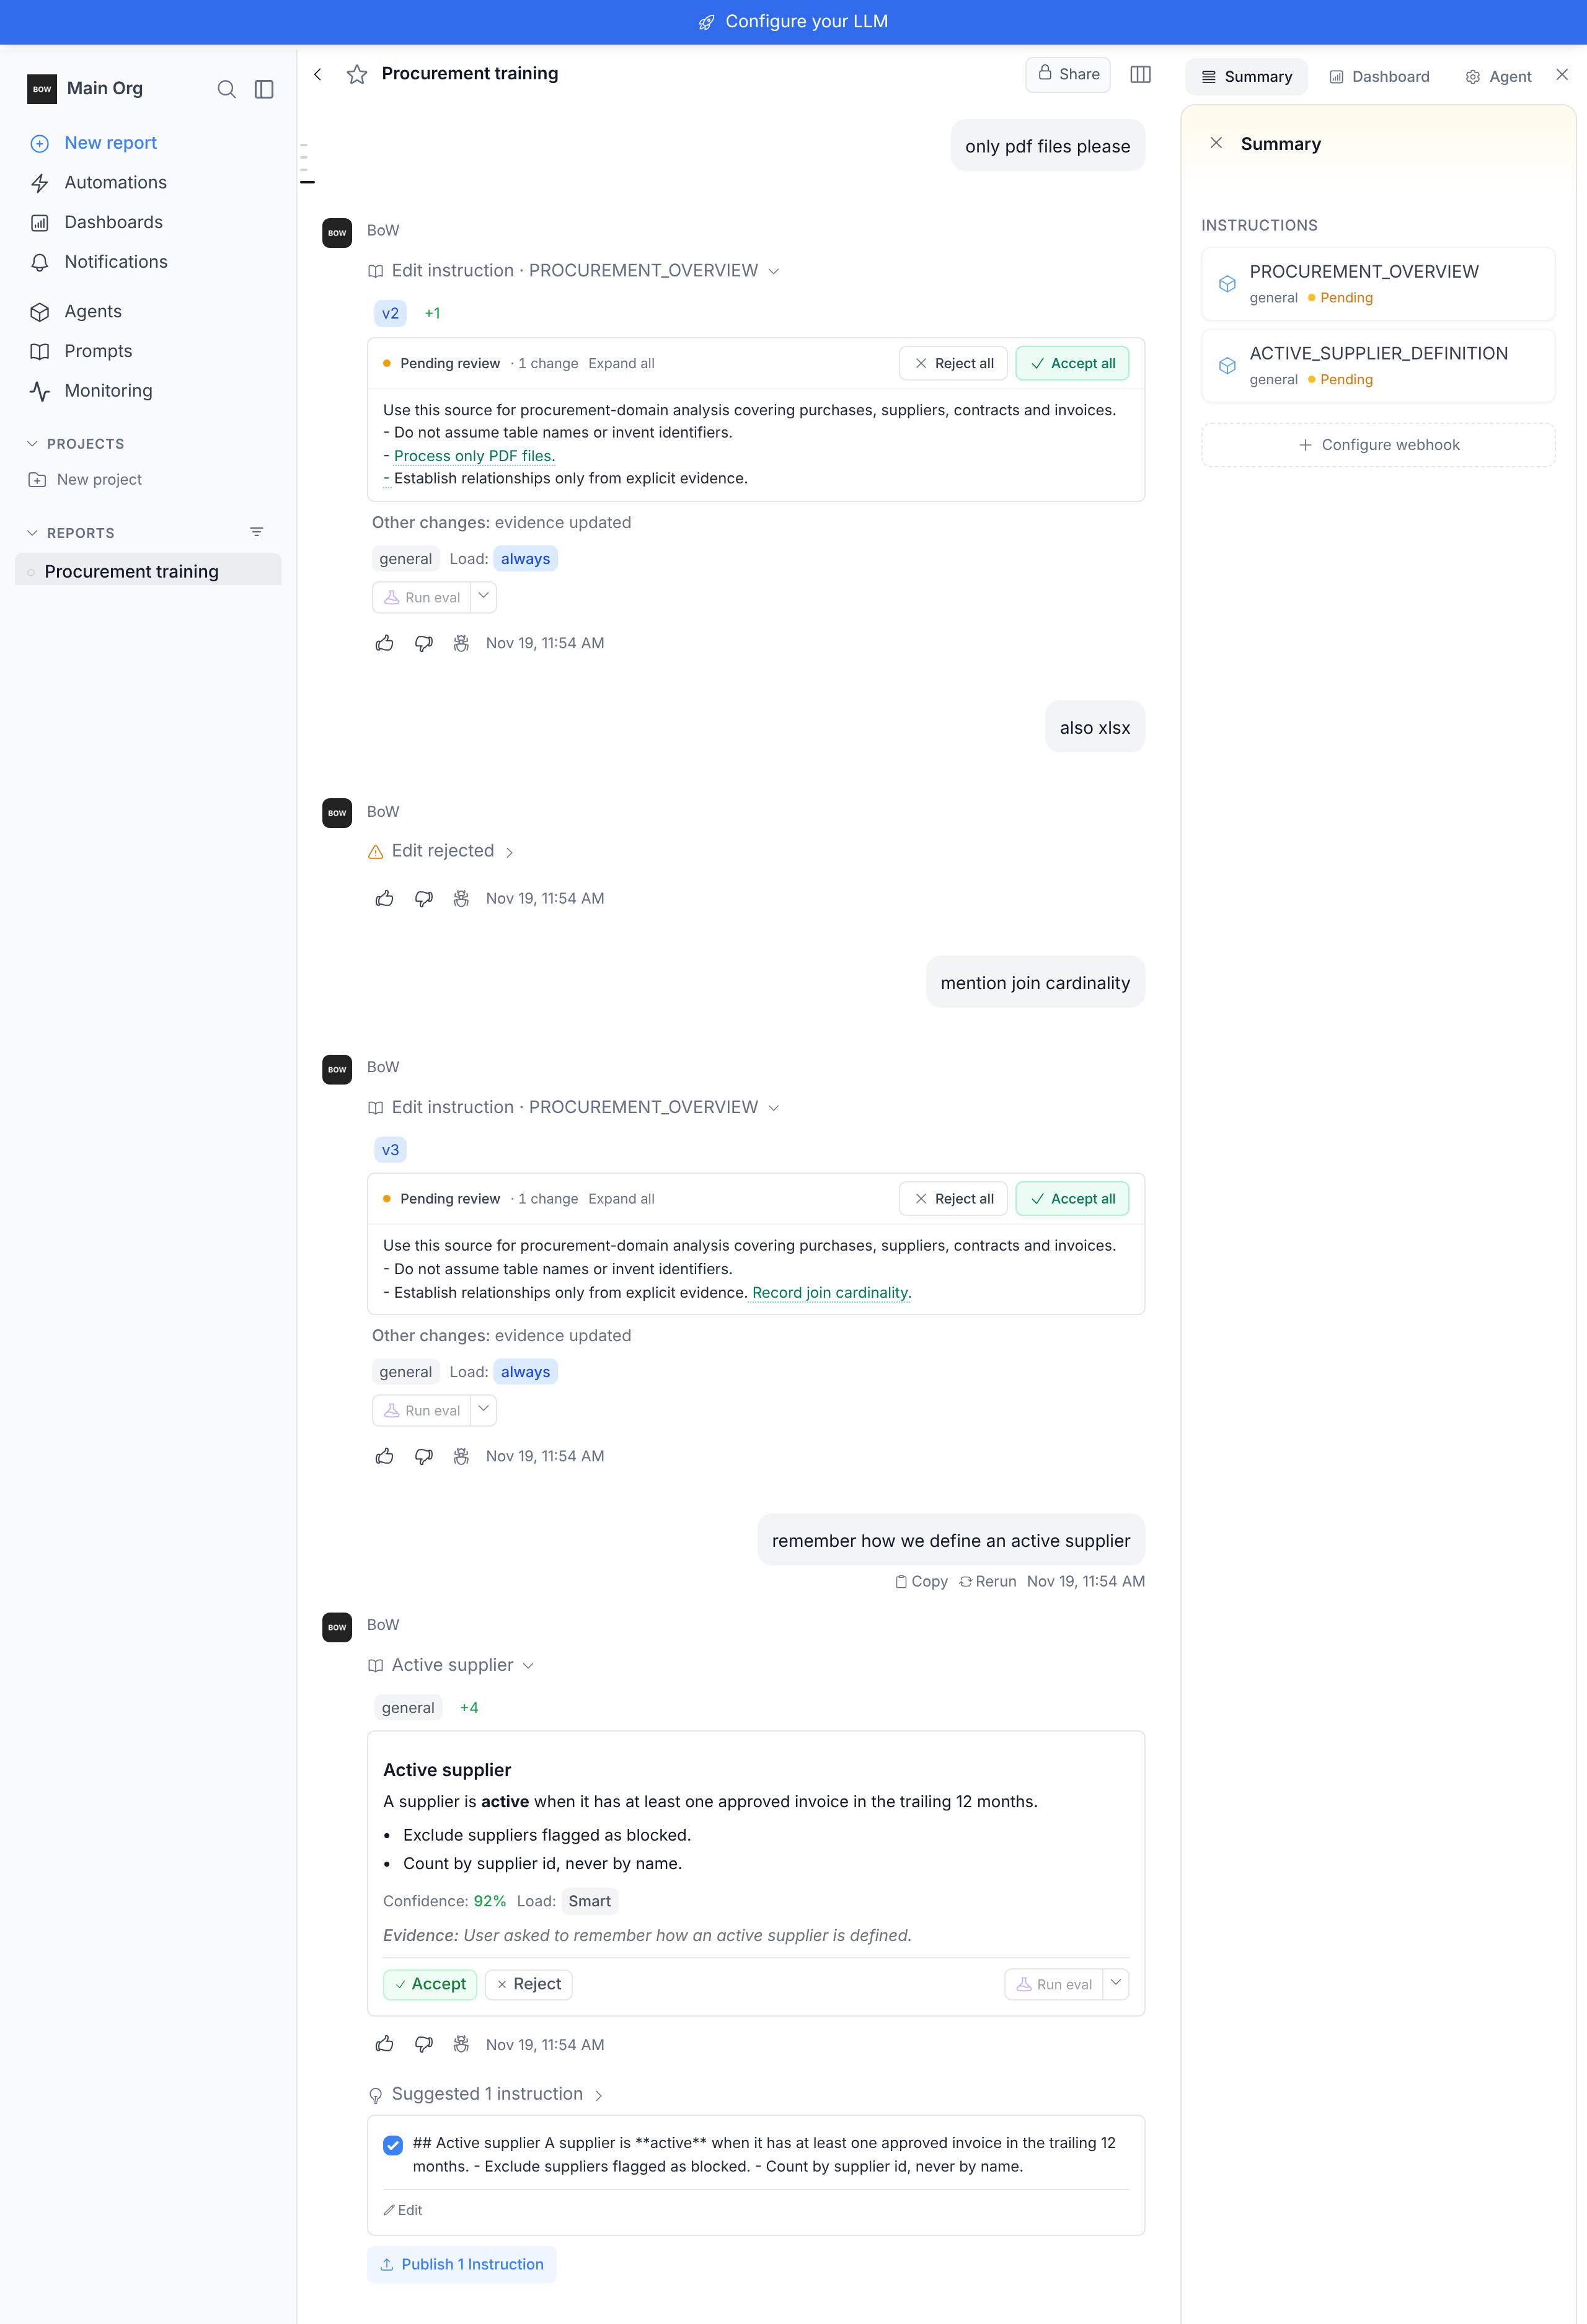 Configure your LLM
BOW
Main Org
New report
Automations
Dashboards
Notifications
Agents
Prompts
Monitoring
PROJECTS
New project
REPORTS
Procurement training
Procurement training
Share
only pdf files please
BOW
BoW
Edit instruction · PROCUREMENT_OVERVIEW
v2 +1
Pending review · 1 change Expand all
Reject all
Accept all
Use this source for procurement-domain analysis covering purchases, suppliers, contracts and invoices.
- Do not assume table names or invent identifiers.
- Process only PDF files.
- Establish relationships only from explicit evidence.
Other changes: evidence updated
general Load: always
Run eval
Nov 19, 11:54 AM
also xlsx
BOW
BoW
Edit rejected
Nov 19, 11:54 AM
mention join cardinality
BOW
BoW
Edit instruction · PROCUREMENT_OVERVIEW
v3
Pending review · 1 change Expand all
Reject all
Accept all
Use this source for procurement-domain analysis covering purchases, suppliers, contracts and invoices.
- Do not assume table names or invent identifiers.
- Establish relationships only from explicit evidence. Record join cardinality.
Other changes: evidence updated
general Load: always
Run eval
Nov 19, 11:54 AM
remember how we define an active supplier
Copy Rerun Nov 19, 11:54 AM
BOW
BoW
Active supplier
general +4
Active supplier
A supplier is active when it has at least one approved invoice in the trailing 12 months.
• Exclude suppliers flagged as blocked.
• Count by supplier id, never by name.
Confidence: 92% Load: Smart
Evidence: User asked to remember how an active supplier is defined.
Accept
Reject
Run eval
Nov 19, 11:54 AM
Suggested 1 instruction
## Active supplier A supplier is **active** when it has at least one approved invoice in the trailing 12
months. - Exclude suppliers flagged as blocked. - Count by supplier id, never by name.
Edit
Publish 1 Instruction
Summary
Dashboard
Agent
Summary
INSTRUCTIONS
PROCUREMENT_OVERVIEW
general Pending
ACTIVE_SUPPLIER_DEFINITION
general Pending
Configure webhook